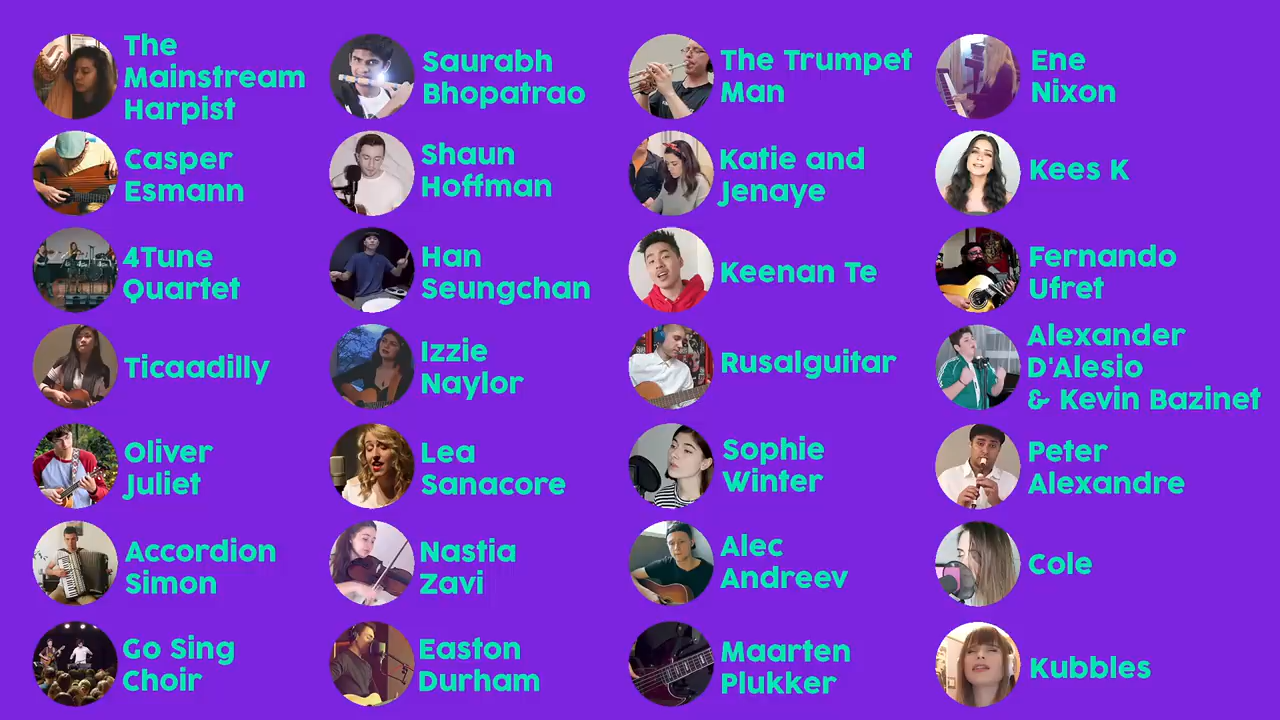 The
Mainstream
Harpist
Saurabh
Bhopatrao
The Trumpet
Man
Ene
Nixon
Casper
Esmann
Shaun
Hoffman
Katie and
Jenaye
Kees K
4Tune
Quartet
Han
Seungchan
Keenan Te
Fernando
Ufret
Ticaadilly
Izzie
Naylor
Rusalguitar
Alexander
D'Alesio
& Kevin Bazinet
Oliver
Juliet
Lea
Sanacore
Sophie
Winter
Peter
Alexandre
Accordion
Simon
Nastia
Zavi
Alec
Andreev
Cole
Go Sing
Choir
Easton
Durham
Maarten
Plukker
Kubbles